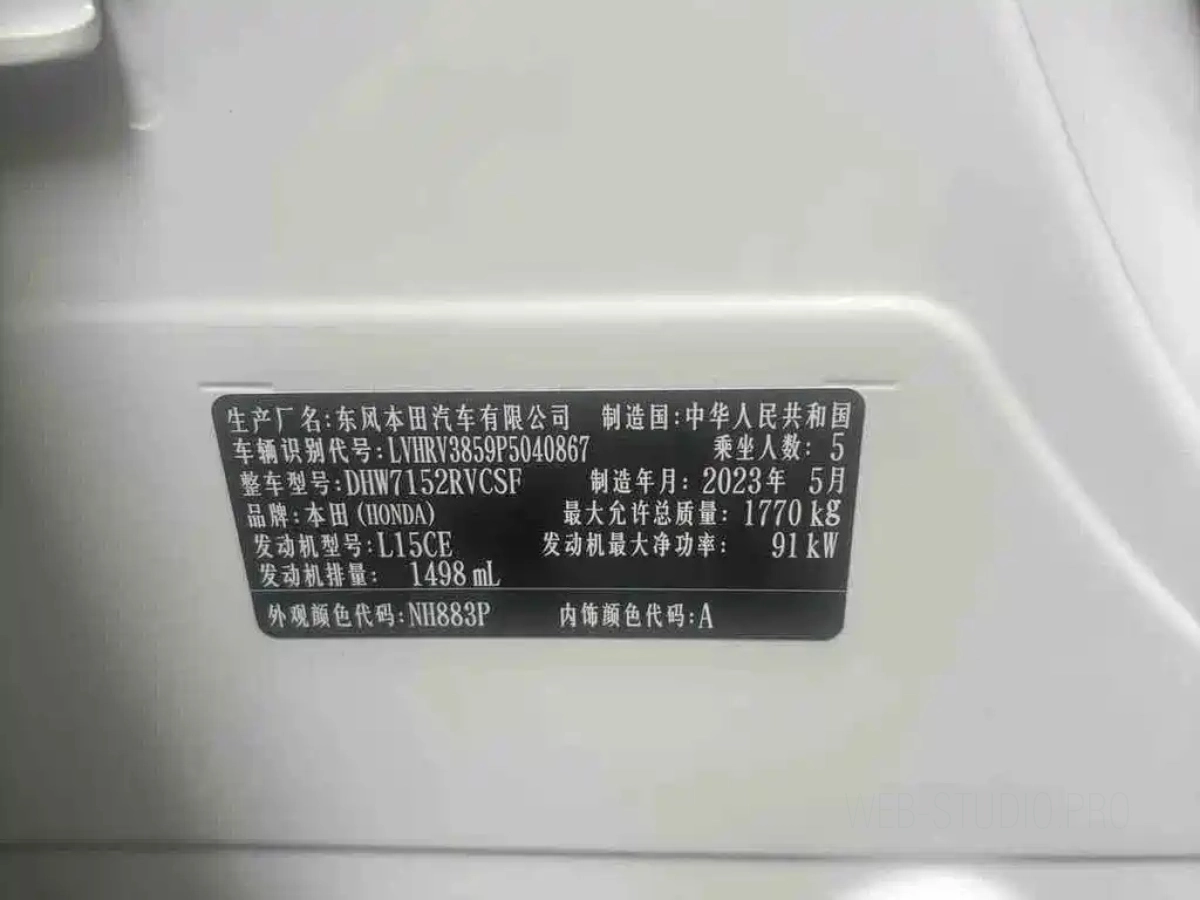 生产厂名:东风本田汽车有限公司 制造国:中华人民共和国
车辆识别代号:LVHRV3859P5040867 乘坐人数: 5
整车型号:DHW7152RVCSF 制造年月: 2023年 5月
品牌:本田(HONDA) 最大允许总质量: 1770 kg
发动机型号:L15CE 发动机最大净功率: 91 kW
发动机排量: 1498 mL
外观颜色代码:NH883P 内饰颜色代码:A
WEB-STUDIO.PRO